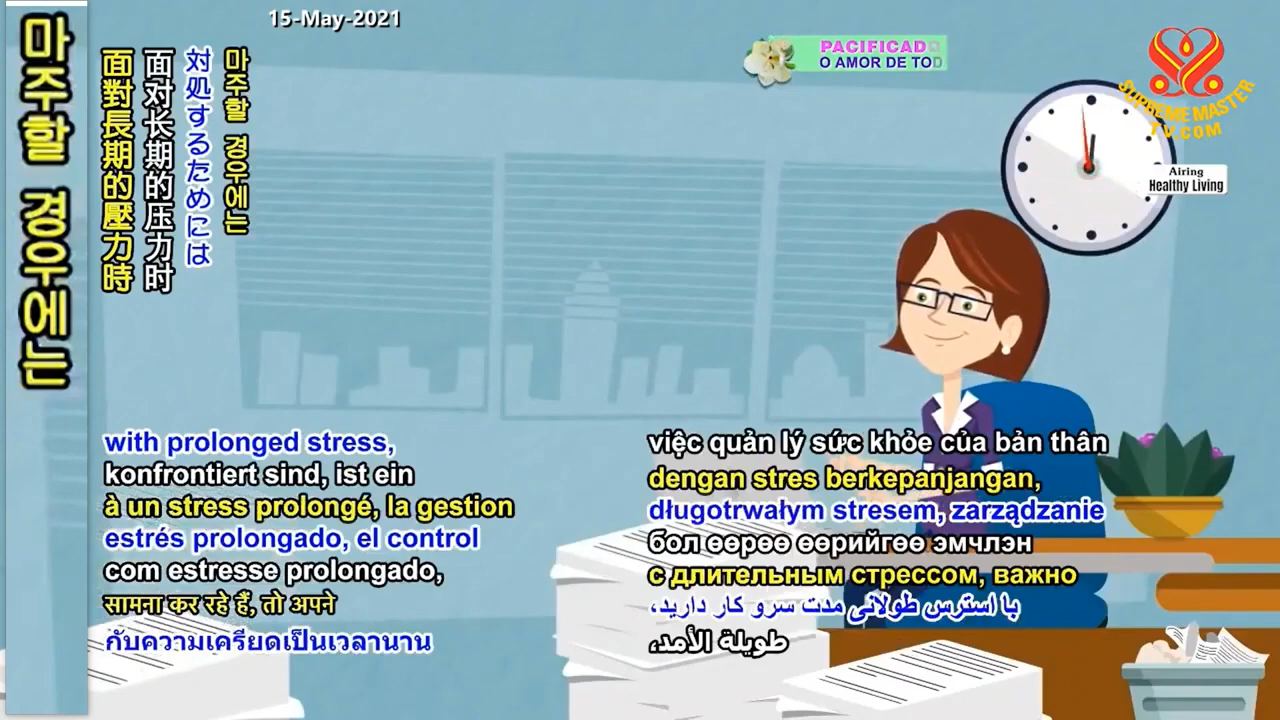 마주할 경우에는
15-May-2021
마주할 경우에는
対処するためには
面对长期的压力时
面對長期的壓力時
PACIFICADO
O AMOR DE TOD
SUPREME MASTER
TV.COM
Airing
Healthy Living
with prolonged stress,
konfrontiert sind, ist ein
à un stress prolongé, la gestion
estrés prolongado, el control
com estresse prolongado,
सामना कर रहे हैं, तो अपने
กับความเครียดเป็นเวลานาน
việc quản lý sức khỏe của bản thân
dengan stres berkepanjangan,
długotrwałym stresem, zarządzanie
бол өөрөө өөрийгөө эмчлэн
с длительным стрессом, важно
با استرس طولانی مدت سرو کار دارید،
طويلة الأمد،